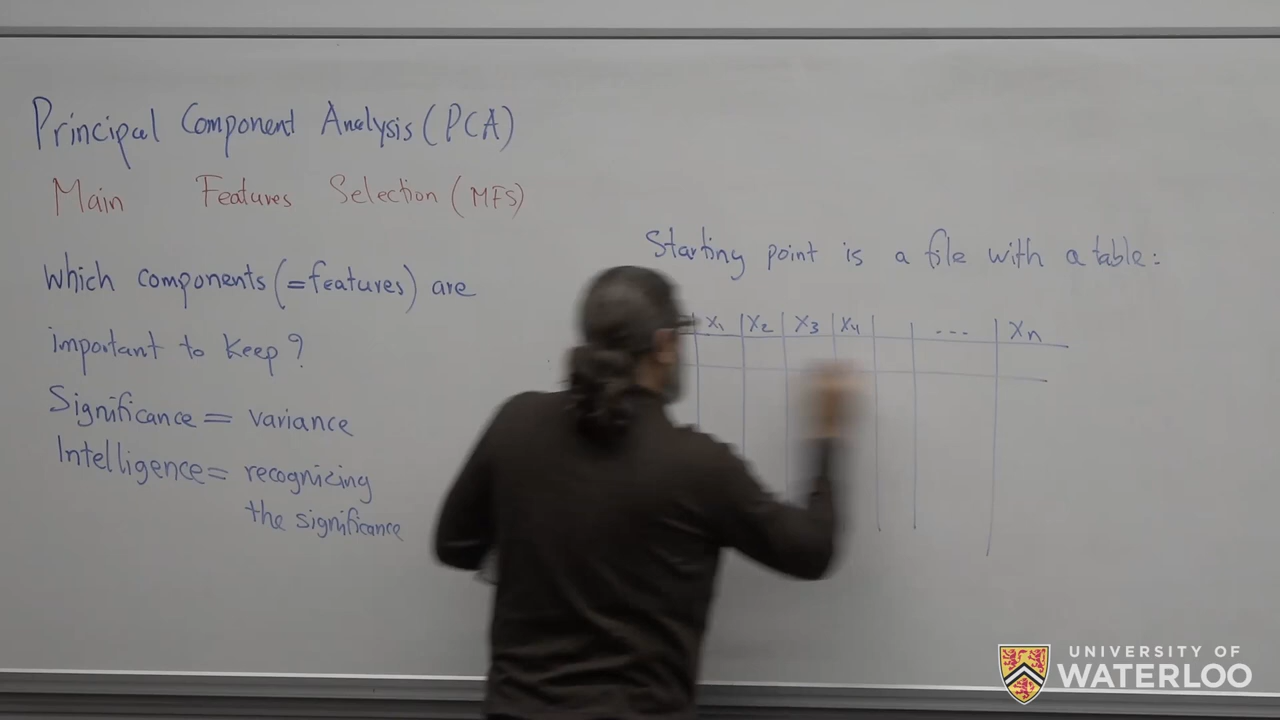 Principal Component Analysis (PCA)
Main Features Selection (MFS)
Which components (=features) are
important to keep?
Significance = variance
Intelligence = recognizing
the significance
Starting point is a file with a table:
X1 X2 X3 X4 ... Xn
UNIVERSITY OF
WATERLOO